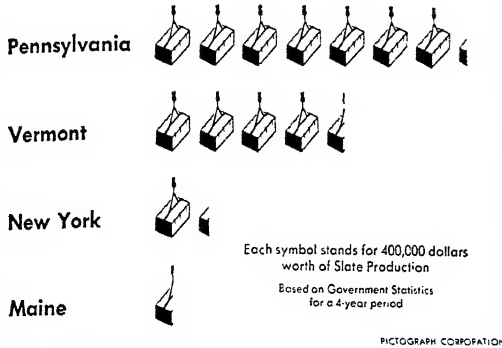 Pennsylvania
Vermont
New York
Maine
Each symbol stands for 400,000 dollars
worth of Slate Production
Based on Government Statistics
for a 4-year period
PICTOGRAPH CORPORATION